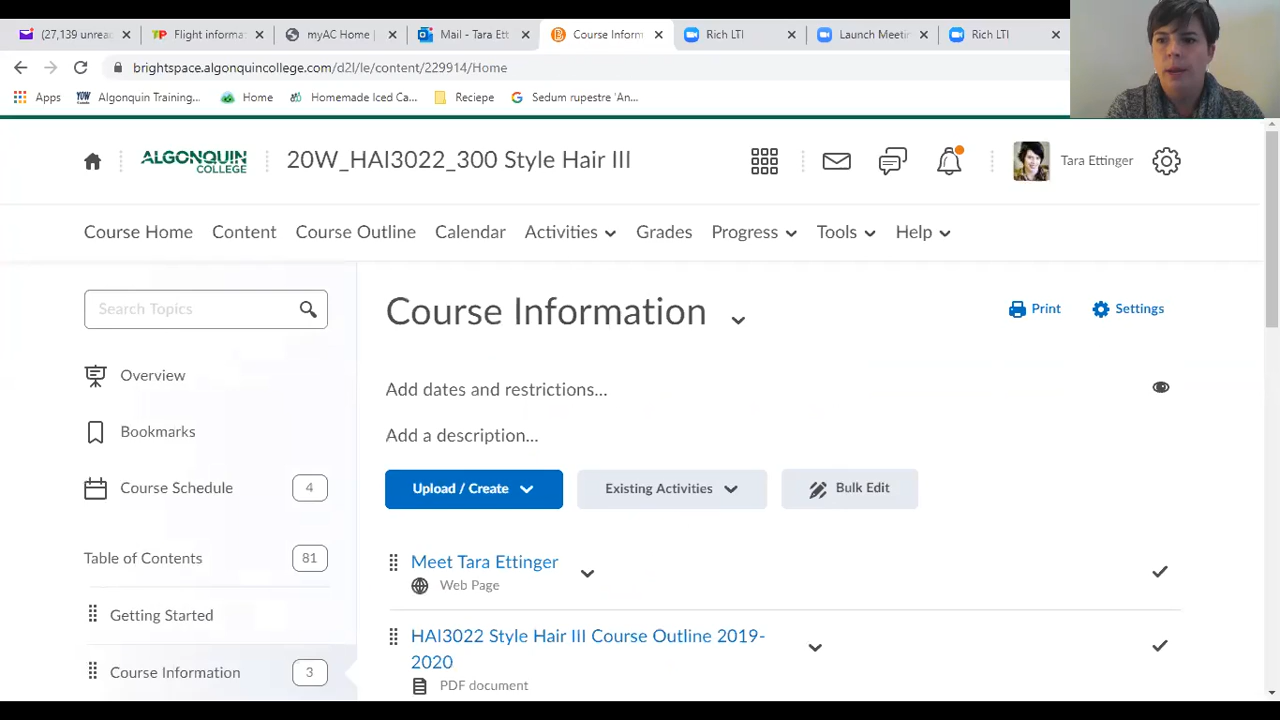 (27,139 unrea
Flight informa
myAC Home
Mail - Tara Ett
Course Inform
Rich LTI
Launch Meeti
Rich LTI
brightspace.algonquincollege.com/d2l/le/content/229914/Home
Apps
YOW
Algonquin Training...
Home
Homemade Iced Ca...
Reciepe
Sedum rupestre 'An...
ALGONQUIN
COLLEGE
20W_HAI3022_300 Style Hair III
Tara Ettinger
Course Home
Content
Course Outline
Calendar
Activities
Grades
Progress
Tools
Help
Search Topics
Overview
Bookmarks
Course Schedule
4
Table of Contents
81
Getting Started
Course Information
3
Course Information
Print
Settings
Add dates and restrictions...
Add a description...
Upload / Create
Existing Activities
Bulk Edit
Meet Tara Ettinger
Web Page
HAI3022 Style Hair III Course Outline 2019-
2020
PDF document